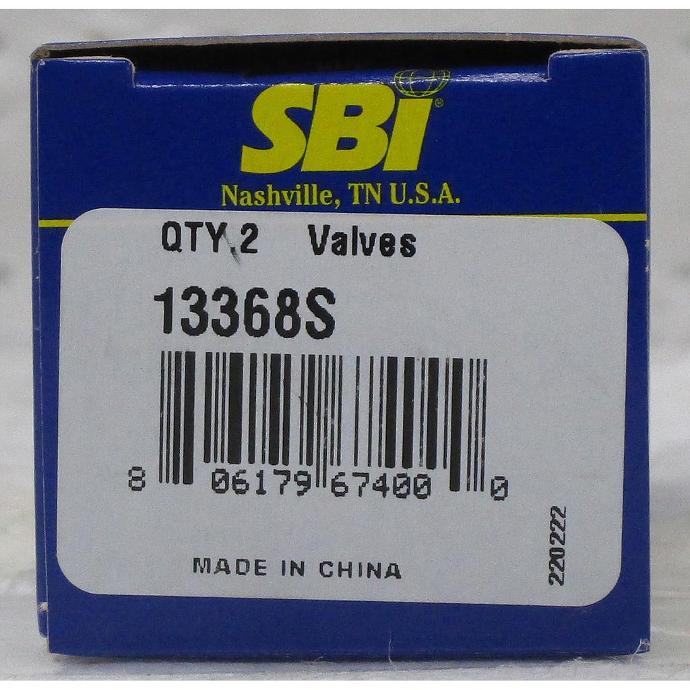 SBI®
Nashville, TN U.S.A.
QTY.2 Valves
13368S
8 06179 67400 0
220222
MADE IN CHINA